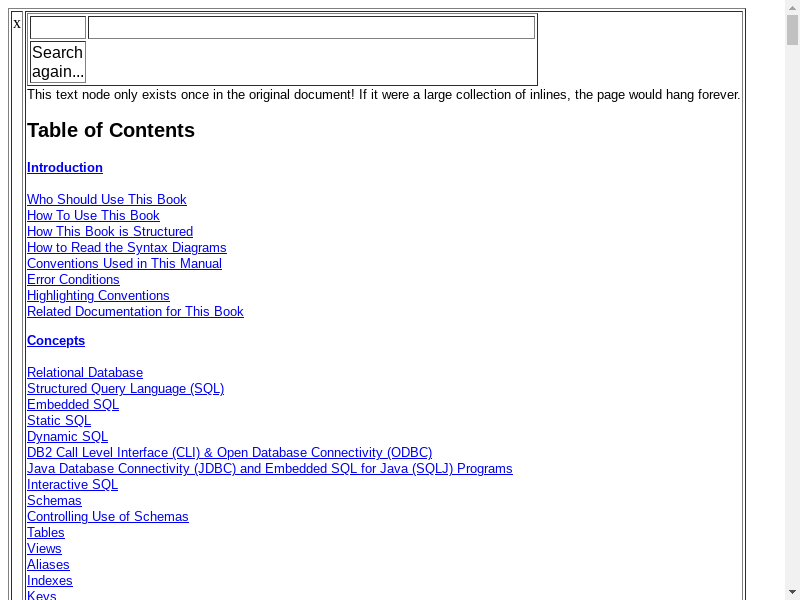 x
Search
again...
This text node only exists once in the original document! If it were a large collection of inlines, the page would hang forever.
Table of Contents
Introduction
Who Should Use This Book
How To Use This Book
How This Book is Structured
How to Read the Syntax Diagrams
Conventions Used in This Manual
Error Conditions
Highlighting Conventions
Related Documentation for This Book
Concepts
Relational Database
Structured Query Language (SQL)
Embedded SQL
Static SQL
Dynamic SQL
DB2 Call Level Interface (CLI) & Open Database Connectivity (ODBC)
Java Database Connectivity (JDBC) and Embedded SQL for Java (SQLJ) Programs
Interactive SQL
Schemas
Controlling Use of Schemas
Tables
Views
Aliases
Indexes
Keys